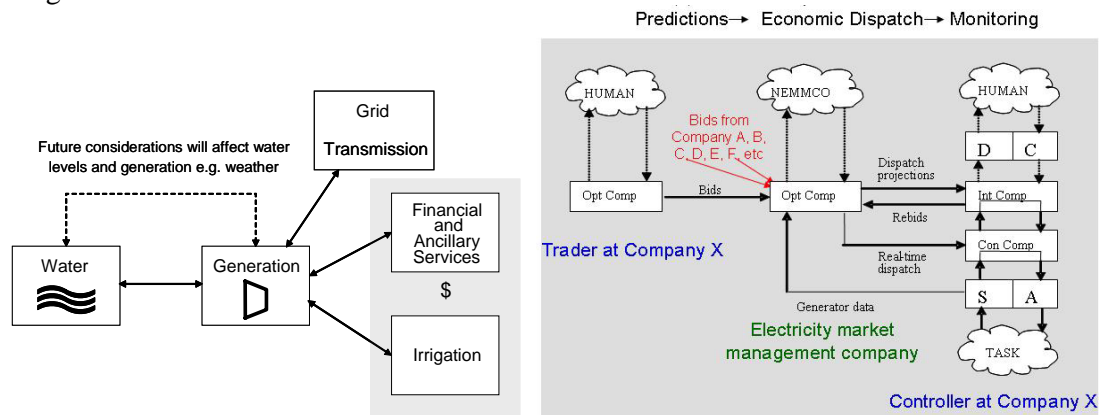 Predictions→ Economic Dispatch→ Monitoring
Grid
Transmission
Future considerations will affect water
levels and generation e.g. weather
Financial
and
Ancillary
Services
$
Water
Generation
Irrigation
HUMAN
NEMMCO
HUMAN
Bids from
Company A, B,
C, D, E, F, etc
D C
Dispatch
projections
Opt Comp
Bids
Opt Comp
Int Comp
Rebids
Trader at Company X
Con Comp
Real-time
dispatch
S A
Generator data
Electricity market
management company
TASK
Controller at Company X